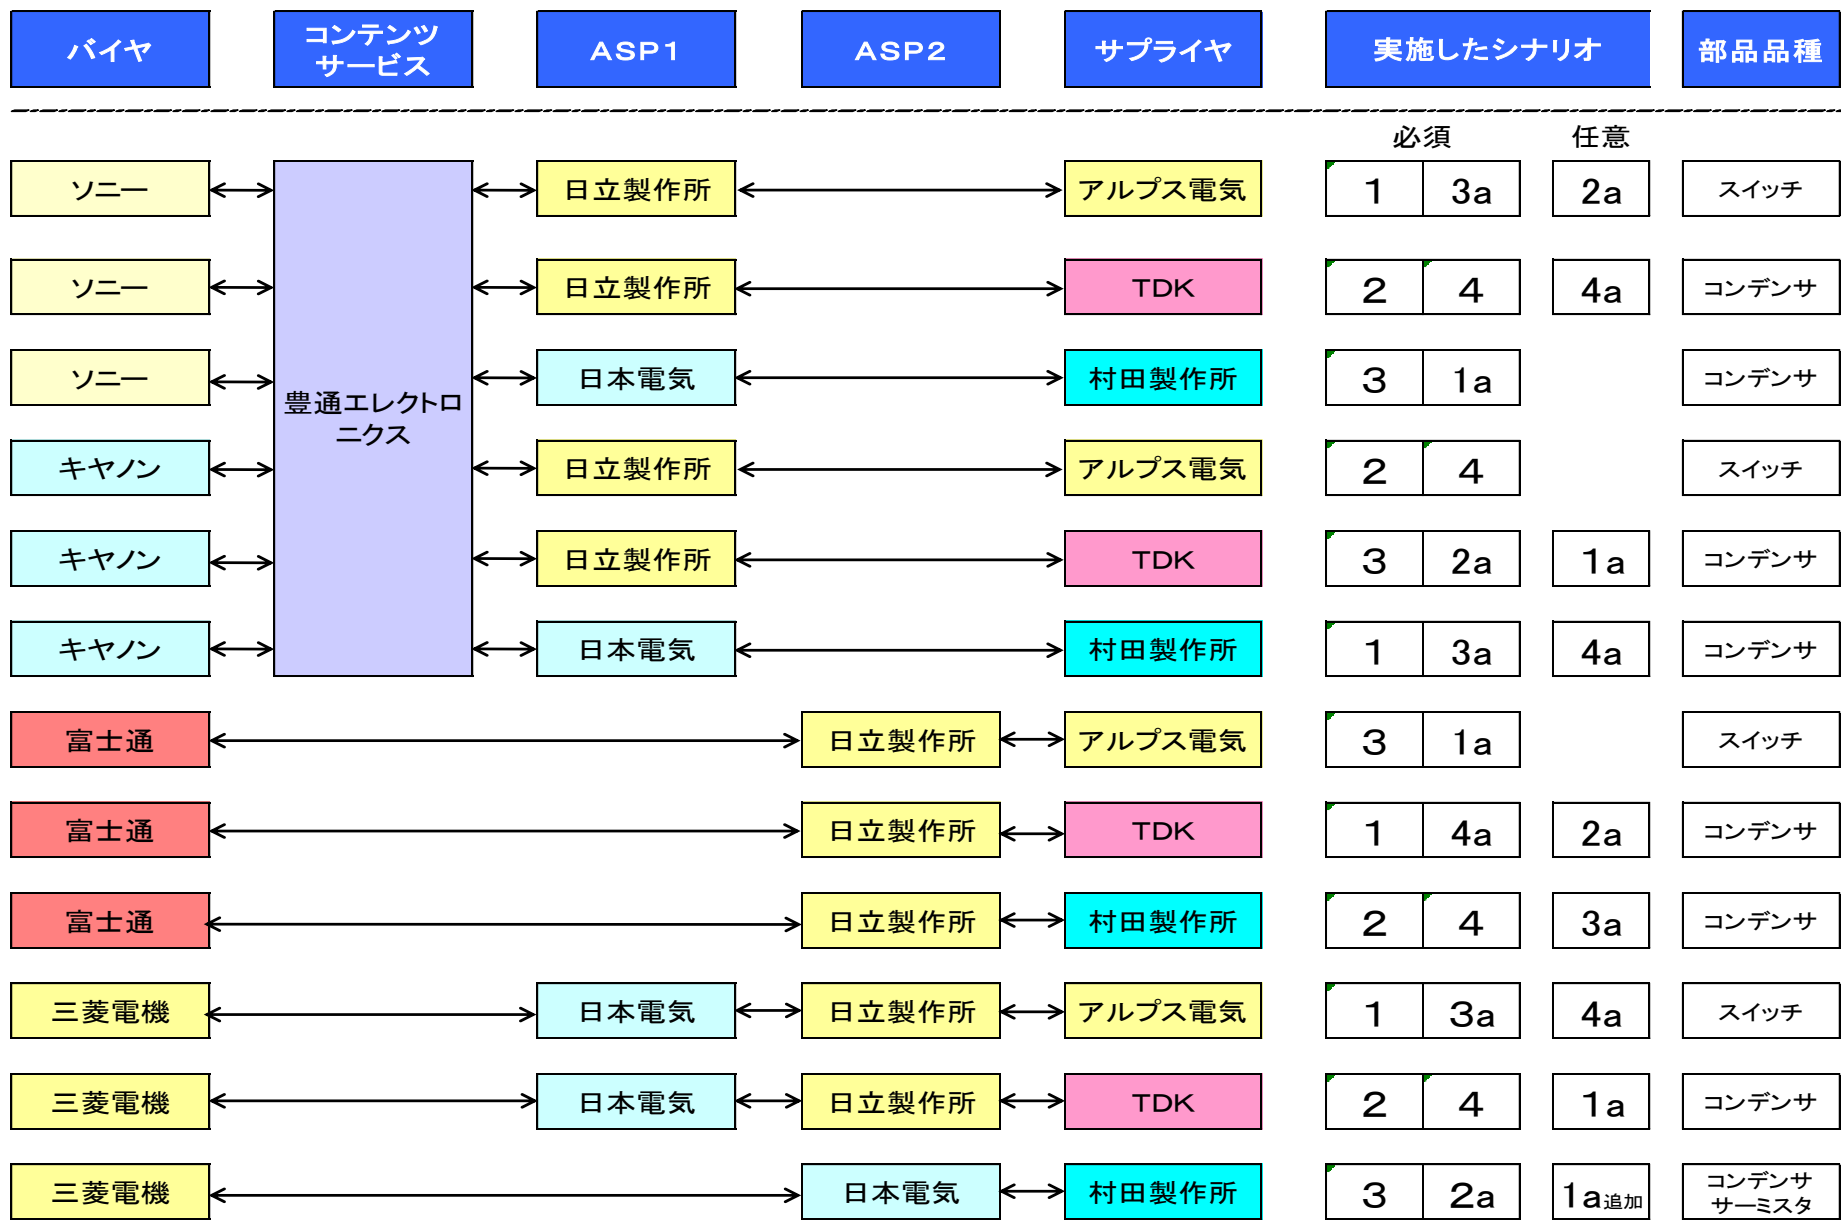 バイヤ コンテンツ サービス ASP1 ASP2 サプライヤ 実施したシナリオ 部品品種
必須 任意
ソニー 日立製作所 アルプス電気 1 3a 2a スイッチ
ソニー 日立製作所 TDK 2 4 4a コンデンサ
ソニー 日本電気 村田製作所 3 1a コンデンサ
豊通エレクトロ
ニクス
キヤノン 日立製作所 アルプス電気 2 4 スイッチ
キヤノン 日立製作所 TDK 3 2a 1a コンデンサ
キヤノン 日本電気 村田製作所 1 3a 4a コンデンサ
富士通 日立製作所 アルプス電気 3 1a スイッチ
富士通 日立製作所 TDK 1 4a 2a コンデンサ
富士通 日立製作所 村田製作所 2 4 3a コンデンサ
三菱電機 日本電気 日立製作所 アルプス電気 1 3a 4a スイッチ
三菱電機 日本電気 日立製作所 TDK 2 4 1a コンデンサ
三菱電機 日本電気 村田製作所 3 2a 1a追加 コンデンサ
サーミスタ